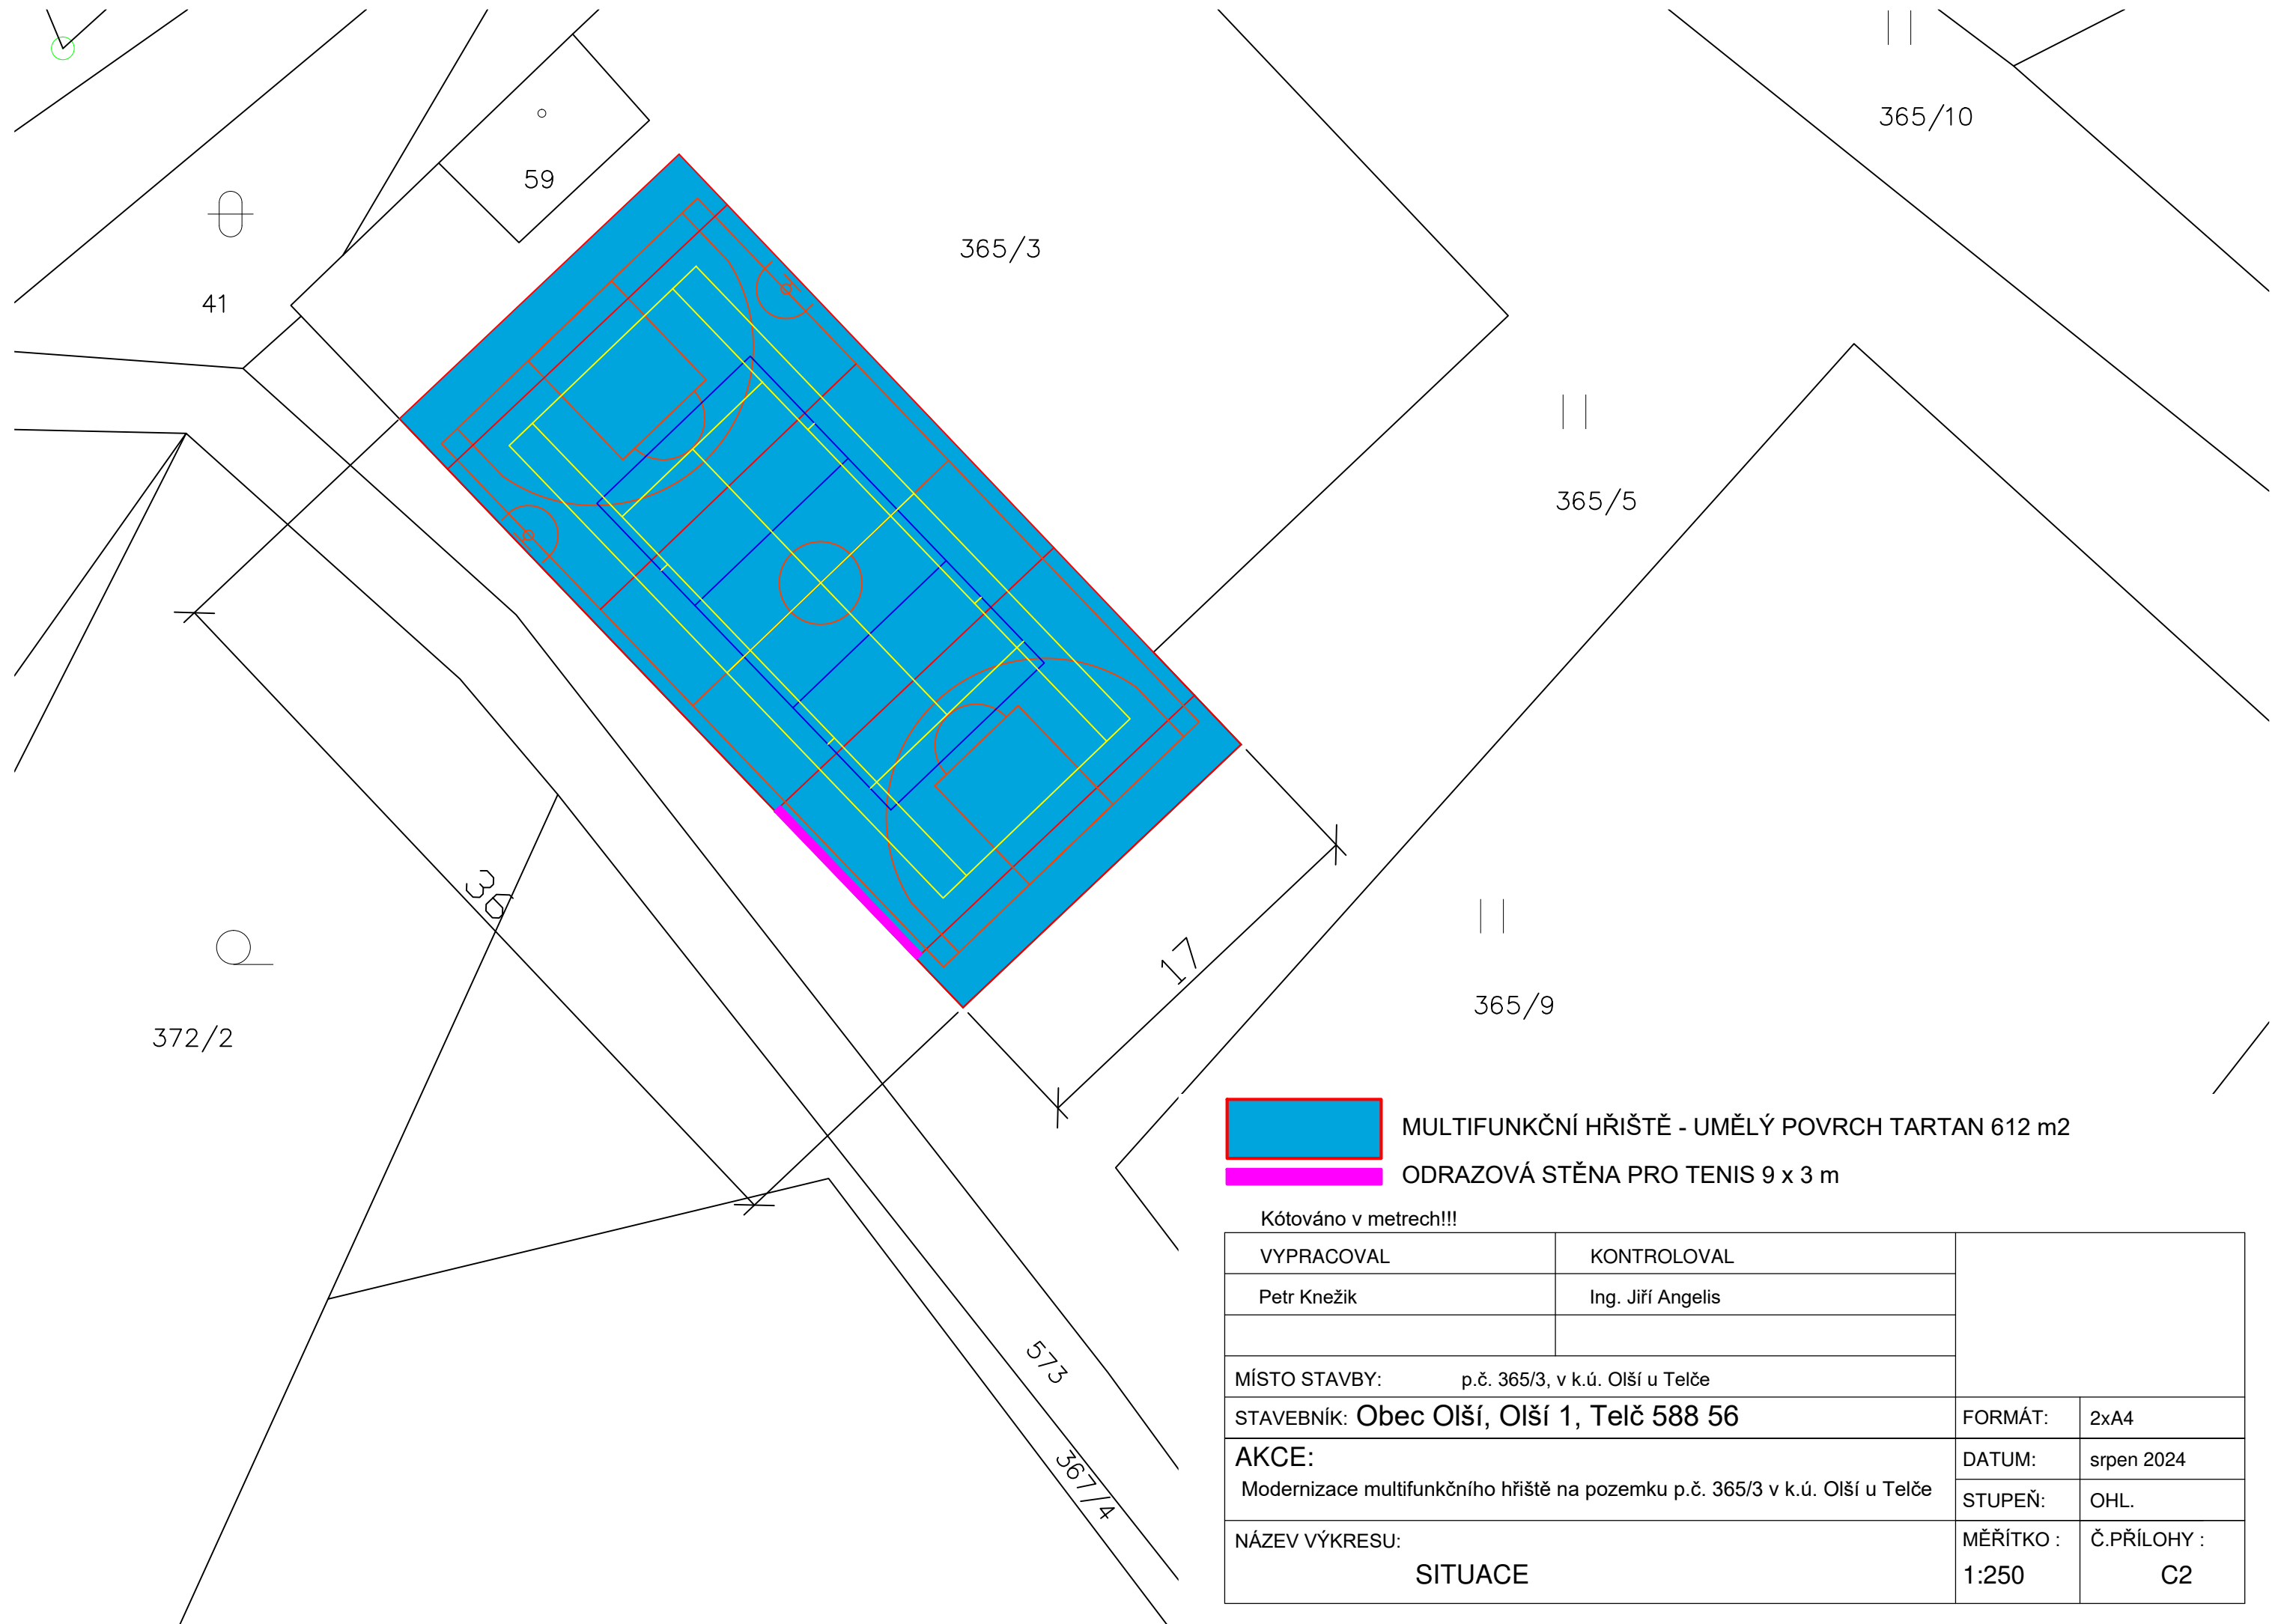 365/10
59
365/3
41
365/5
36
17
365/9
372/2
MULTIFUNKČNÍ HŘIŠTĚ - UMĚLÝ POVRCH TARTAN 612 m2
ODRAZOVÁ STĚNA PRO TENIS 9 x 3 m
Kótováno v metrech!!!
VYPRACOVAL KONTROLOVAL
Petr Knežik Ing. Jiří Angelis
573
MÍSTO STAVBY: p.č. 365/3, v k.ú. Olší u Telče
STAVEBNÍK: Obec Olší, Olší 1, Telč 588 56
FORMÁT: 2xA4
367/4
AKCE:
Modernizace multifunkčního hřiště na pozemku p.č. 365/3 v k.ú. Olší u Telče
DATUM: srpen 2024
STUPEŇ: OHL.
NÁZEV VÝKRESU:
SITUACE
MĚŘÍTKO : Č.PŘÍLOHY :
1:250 C2